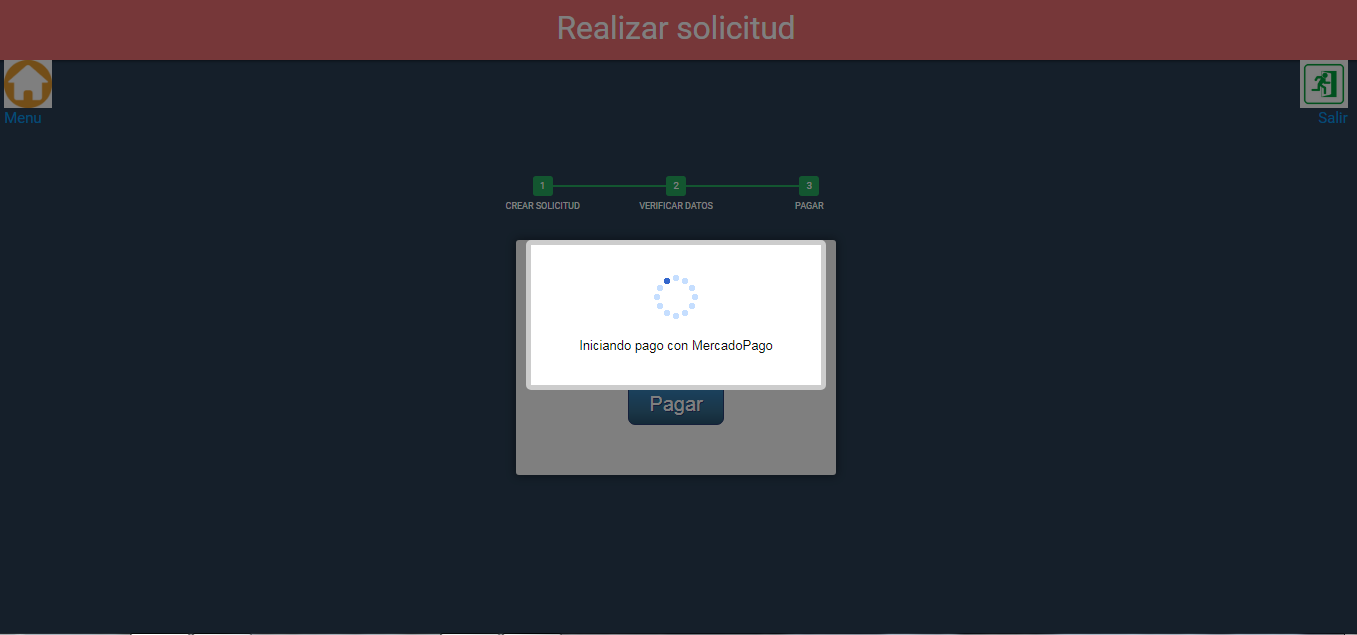 Realizar solicitud
Menu
Salir
1
2
3
CREAR SOLICITUD
VERIFICAR DATOS
PAGAR
Iniciando pago con MercadoPago
Pagar